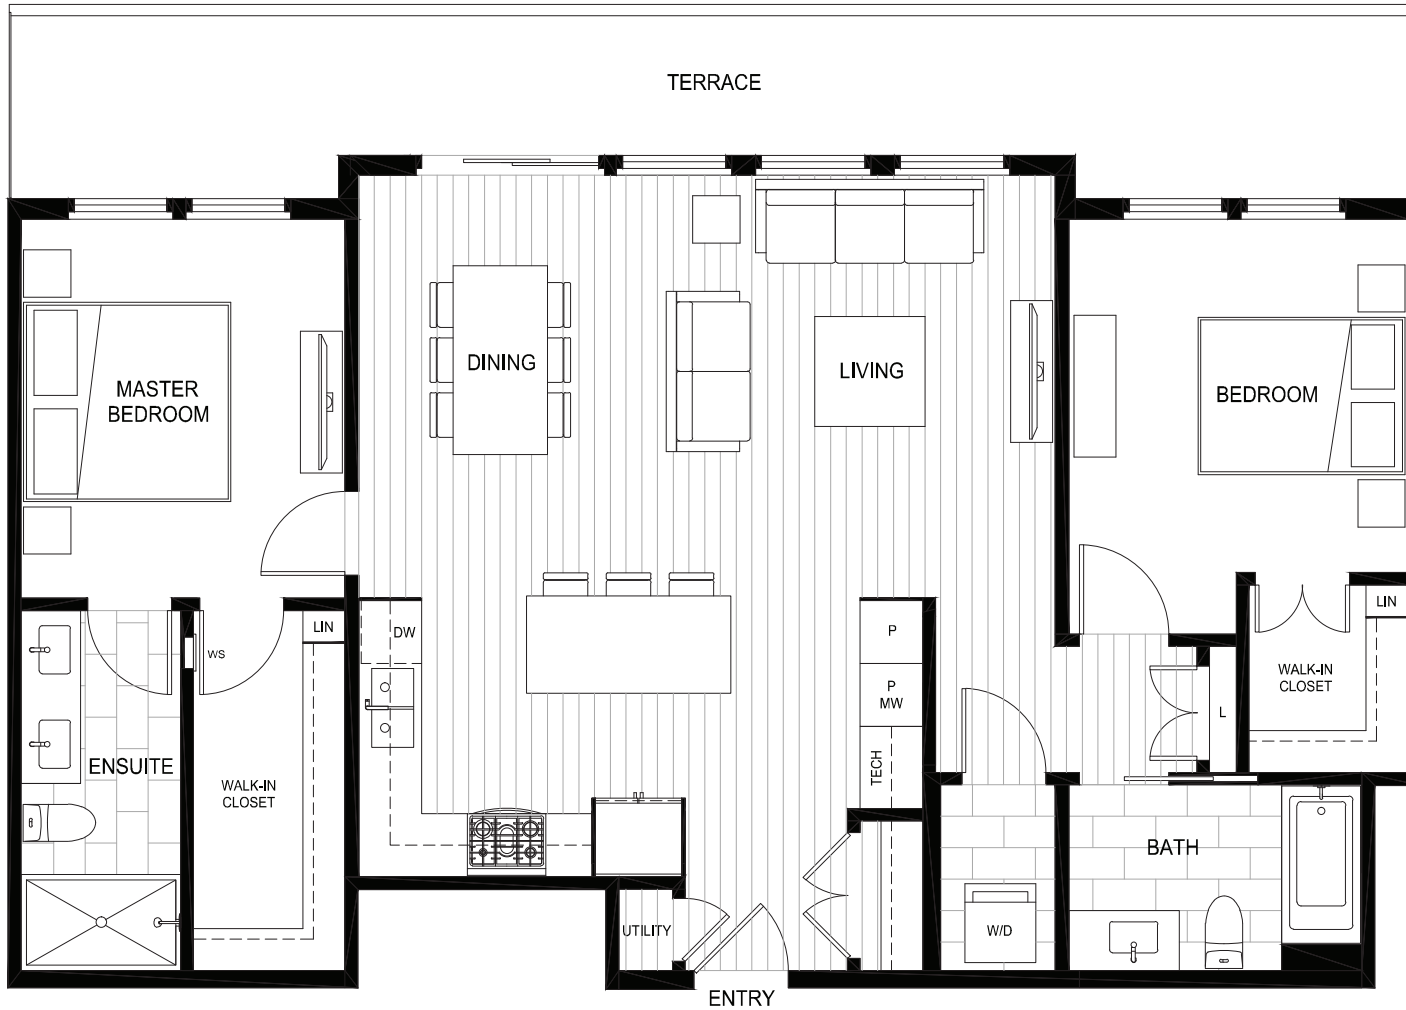 TERRACE
DINING
LIVING
MASTER
BEDROOM
BEDROOM
LIN
LIN
DW
P
WS
WALK-IN
CLOSET
P
MW
L
ENSUITE
TECH
WALK-IN
CLOSET
BATH
UTILITY
W/D
ENTRY